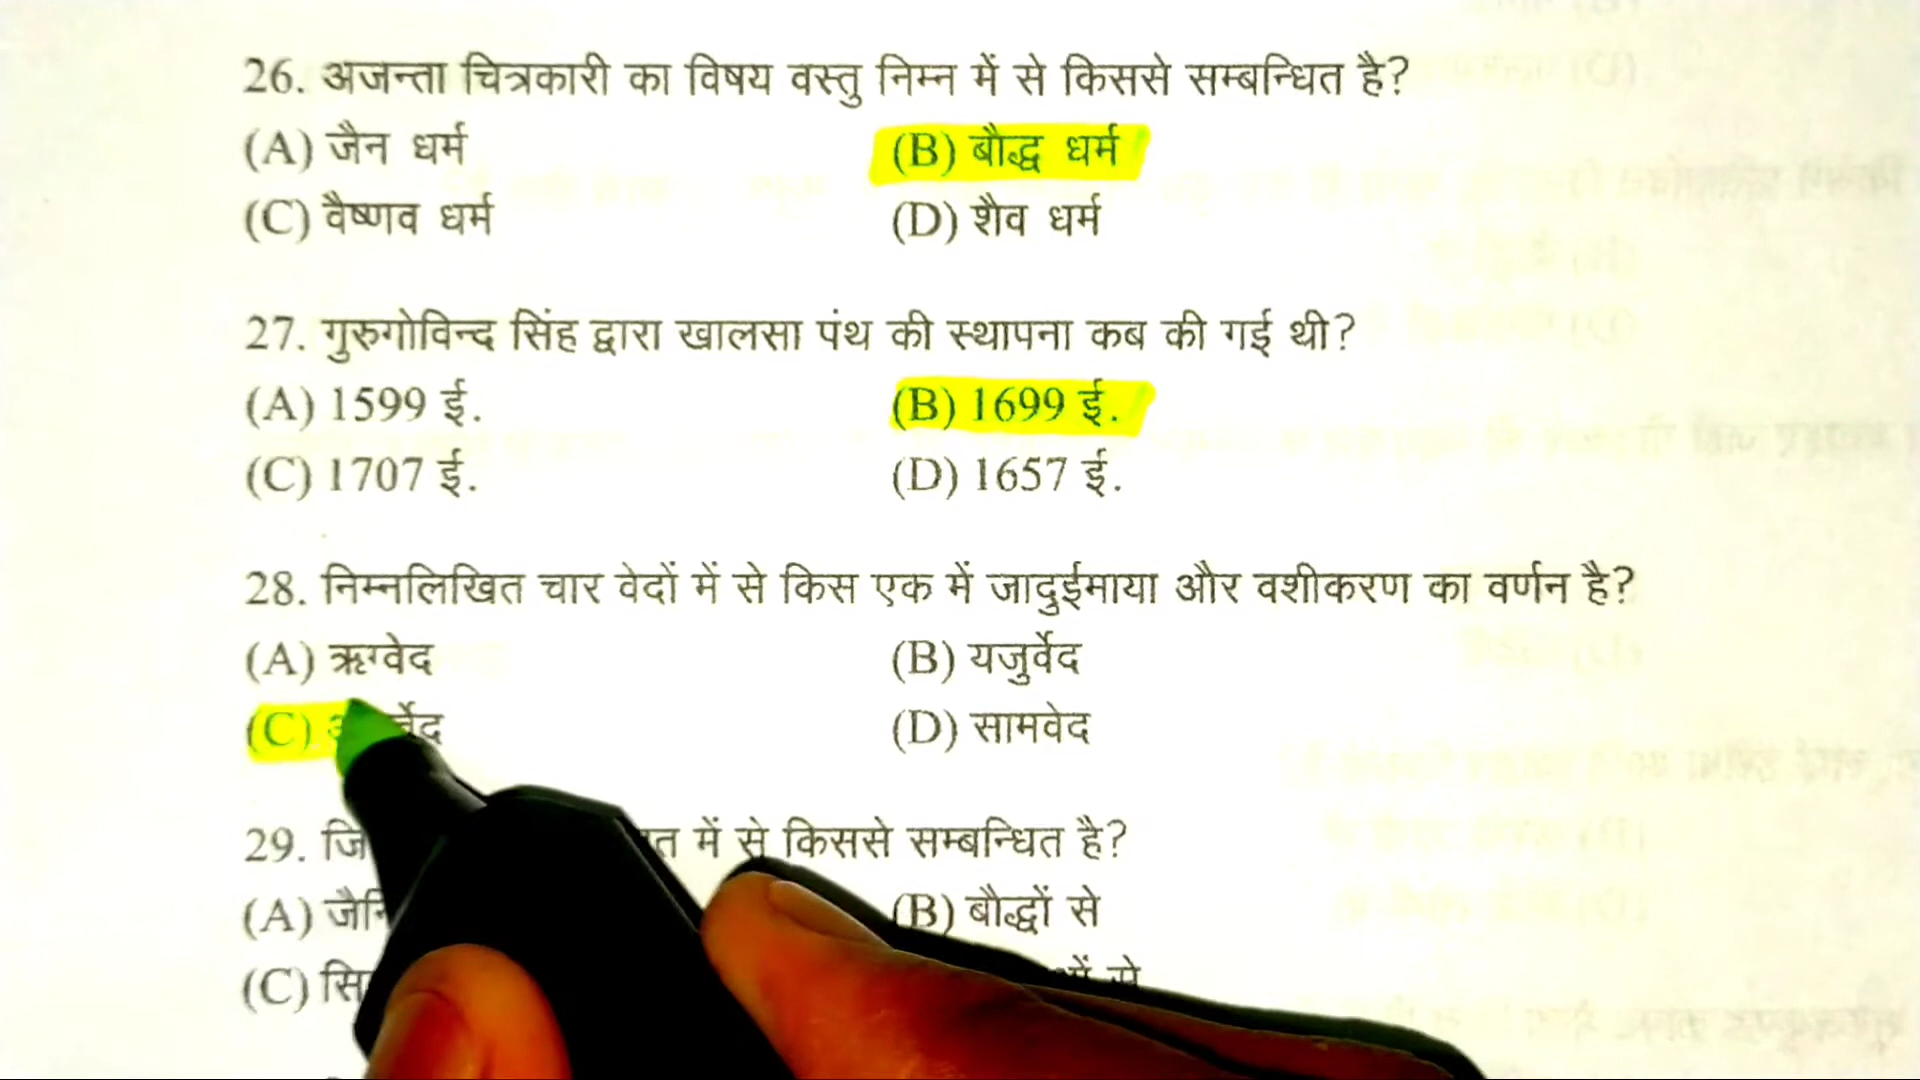 26. अजन्ता चित्रकारी का विषय वस्तु निम्न में से किससे सम्बन्धित है?
(A) जैन धर्म (B) बौद्ध धर्म
(C) वैष्णव धर्म (D) शैव धर्म
27. गुरुगोविन्द सिंह द्वारा खालसा पंथ की स्थापना कब की गई थी?
(A) 1599 ई. (B) 1699 ई.
(C) 1707 ई. (D) 1657 ई.
28. निम्नलिखित चार वेदों में से किस एक में जादुईमाया और वशीकरण का वर्णन है?
(A) ऋग्वेद (B) यजुर्वेद
(C) (D) सामवेद
29. में से किससे सम्बन्धित है?
(A) (B) बौद्धों से
(C) से